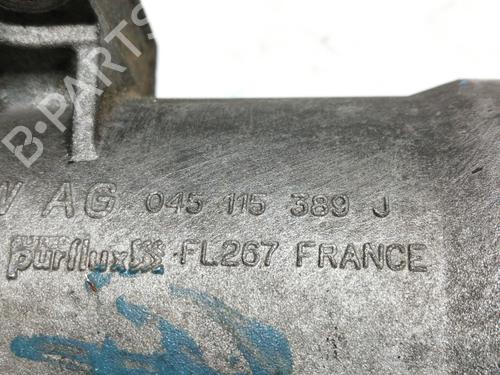 B-PARTS
W AG 045 115 389 J
purflux FL267 FRANCE